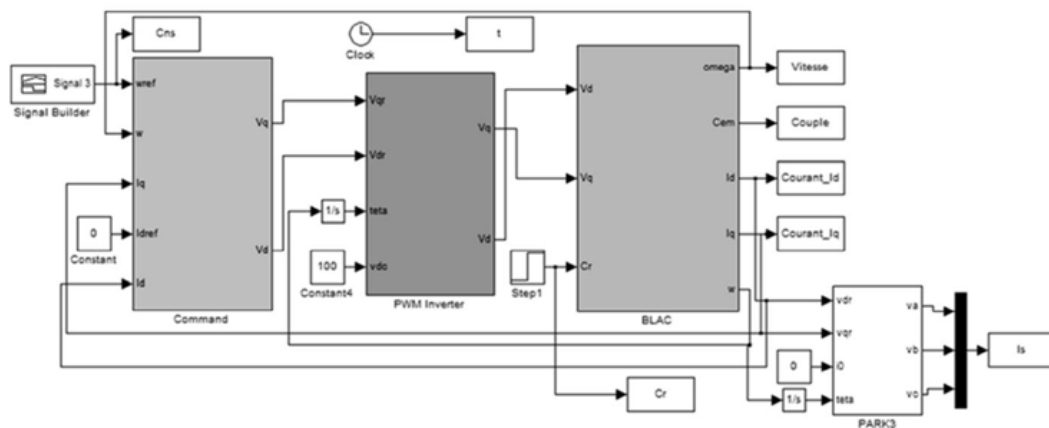 Signal 3
Signal Builder
Cns
Clock
t
wref
w
Iq
Idref
Id
Vq
Vd
Command
0
Constant
Vqr
Vdr
teta
vdc
Vq
Vd
PWM Inverter
1/s
100
Constant4
Step1
Vd
Vq
Cr
omega
Cem
Id
Iq
w
BLAC
Vitesse
Couple
Courant_Id
Courant_Iq
Cr
0
1/s
vdr
vqr
i0
teta
va
vb
vc
PARK3
Is